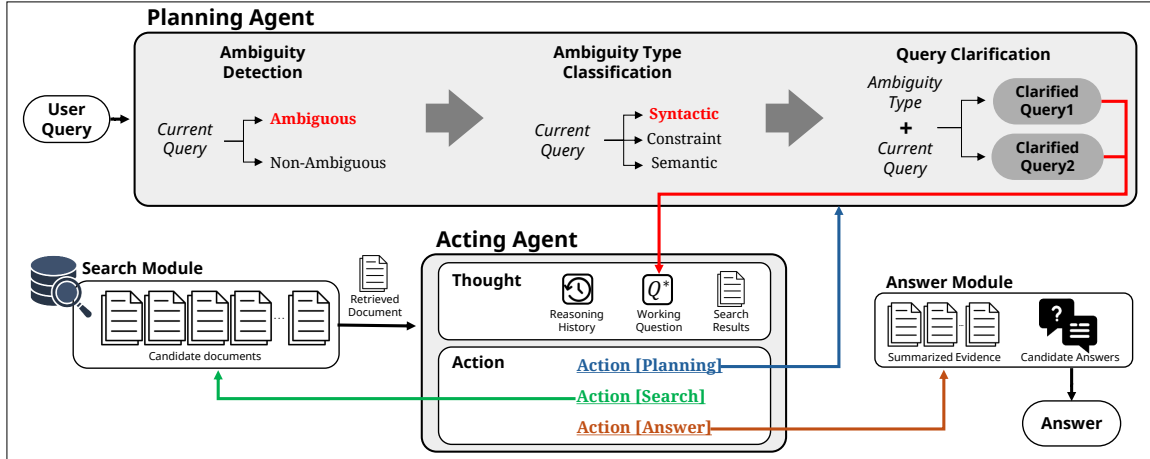 Planning Agent
User
Query
Ambiguity
Detection
Current
Query
Ambiguous
Non-Ambiguous
Ambiguity Type
Classification
Current
Query
Syntactic
Constraint
Semantic
Query Clarification
Ambiguity
Type
+
Current
Query
Clarified
Query1
Clarified
Query2
Search Module
Candidate documents
Retrieved
Document
Acting Agent
Thought
Reasoning
History
Q*
Working
Question
Search
Results
Action
Action [Planning]
Action [Search]
Action [Answer]
Answer Module
Summarized Evidence
?
Candidate Answers
Answer